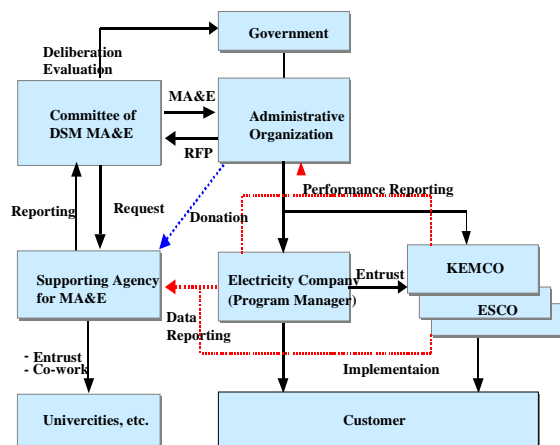 Government
Deliberation
Evaluation
Committee of
DSM MA&E
MA&E
RFP
Administrative
Organization
Performance Reporting
Reporting
Request
Donation
Supporting Agency
for MA&E
Electricity Company
(Program Manager)
Entrust
KEMCO
ESCO
Data
Reporting
- Entrust
- Co-work
Implementaion
Univercities, etc.
Customer